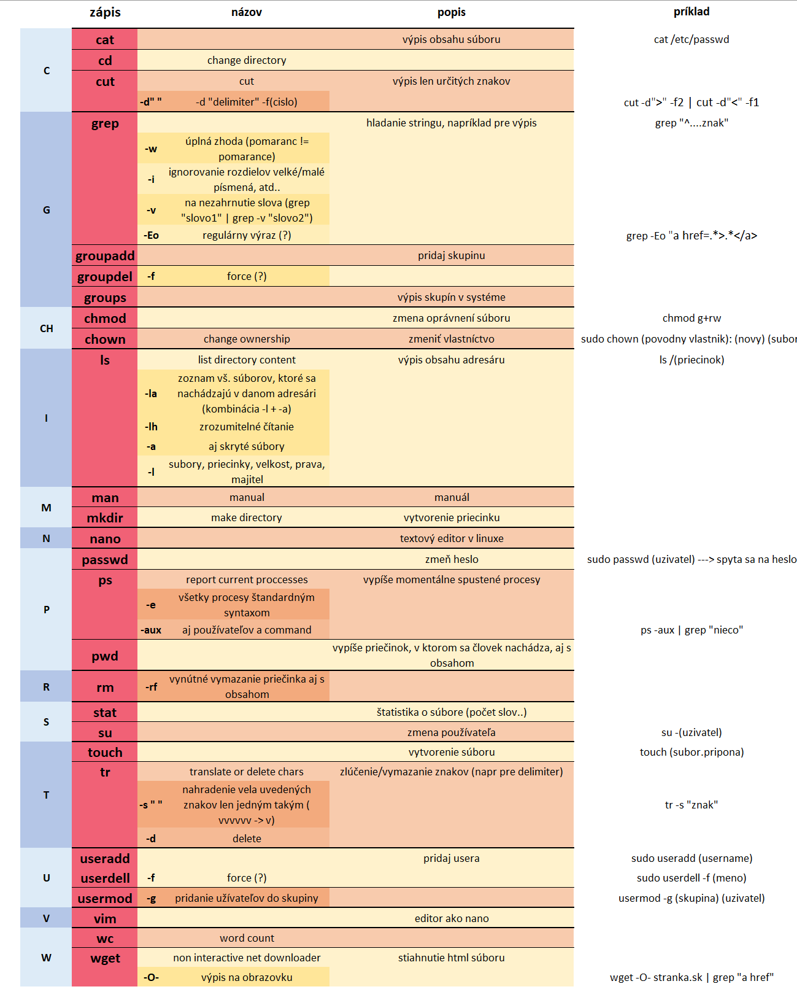 zápis názov popis príklad
C
cat výpis obsahu súboru cat /etc/passwd
cd change directory
cut cut výpis len určitých znakov
-d" " -d "delimiter" -f(cislo) cut -d">" -f2 | cut -d"<" -f1
G
grep hladanie stringu, napríklad pre výpis grep "^....znak"
-w úplná zhoda (pomaranc !=
pomarance)
-i ignorovanie rozdielov velké/malé
písmená, atd..
-v na nezahrnutie slova (grep
"slovo1" | grep -v "slovo2")
-Eo regulárny výraz (?) grep -Eo "a href=.*>.*</a>
groupadd pridaj skupinu
groupdel -f force (?)
groups výpis skupín v systéme
CH
chmod zmena oprávnení súboru chmod g+rw
chown change ownership zmeniť vlastníctvo sudo chown (povodny vlastnik): (novy) (subor
I
ls list directory content výpis obsahu adresáru ls /(priecinok)
-la zoznam vš. súborov, ktoré sa
nachádzajú v danom adresári
(kombinácia -l + -a)
-lh zrozumitelné čítanie
-a aj skryté súbory
-l subory, priecinky, velkost, prava,
majitel
M
man manual manuál
mkdir make directory vytvorenie priecinku
N
nano textový editor v linuxe
P
passwd zmeň heslo sudo passwd (uzivatel) ---> spyta sa na heslo
ps report current proccesses vypíše momentálne spustené procesy
-e všetky procesy štandardným
syntaxom
-aux aj používateľov a command ps -aux | grep "nieco"
pwd vypíše priečinok, v ktorom sa človek nachádza, aj s
obsahom
R
rm -rf vynútné vymazanie priečinka aj s
obsahom
S
stat štatistika o súbore (počet slov..)
su zmena používateľa su -(uzivatel)
T
touch vytvorenie súboru touch (subor.pripona)
tr translate or delete chars zlúčenie/vymazanie znakov (napr pre delimiter)
-s " " nahradenie vela uvedených
znakov len jedným takým (
vvvvvv -> v)
tr -s "znak"
-d delete
U
useradd pridaj usera sudo useradd (username)
userdell -f force (?) sudo userdell -f (meno)
usermod -g pridanie užívateľov do skupiny usermod -g (skupina) (uzivatel)
V
vim editor ako nano
W
wc word count
wget non interactive net downloader stiahnutie html súboru
-O- výpis na obrazovku wget -O- stranka.sk | grep "a href"